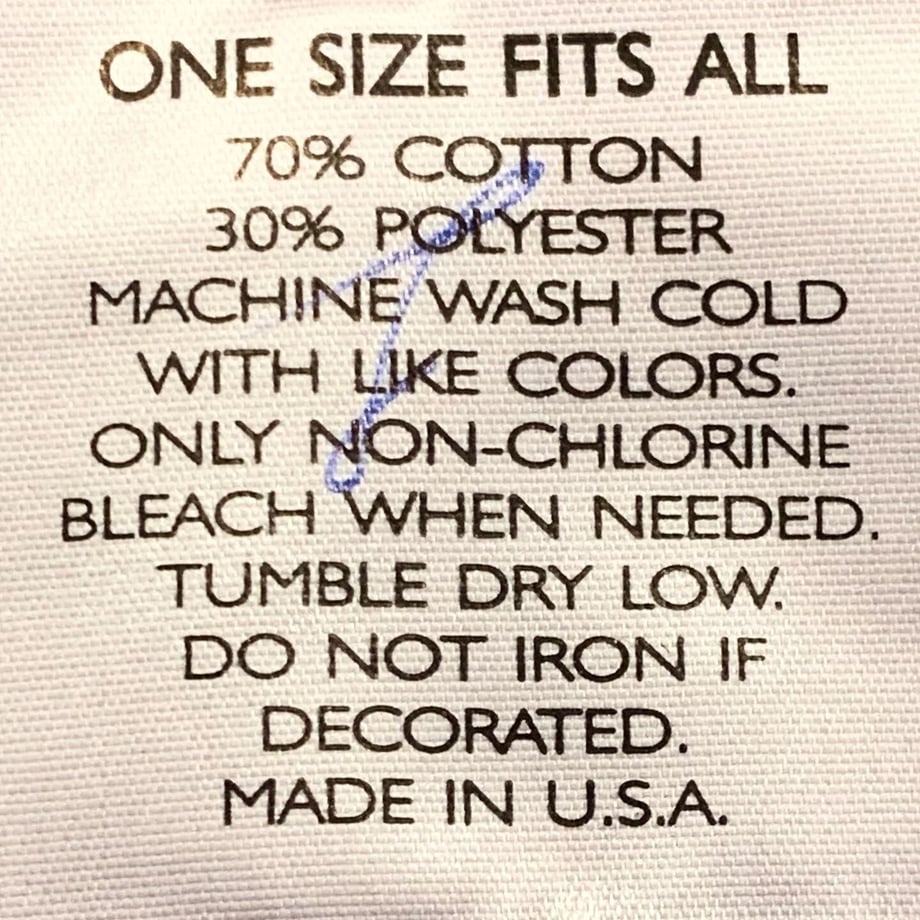 ONE SIZE FITS ALL
70% COTTON
30% POLYESTER
MACHINE WASH COLD
WITH LIKE COLORS.
ONLY NON-CHLORINE
BLEACH WHEN NEEDED.
TUMBLE DRY LOW.
DO NOT IRON IF
DECORATED.
MADE IN U.S.A.